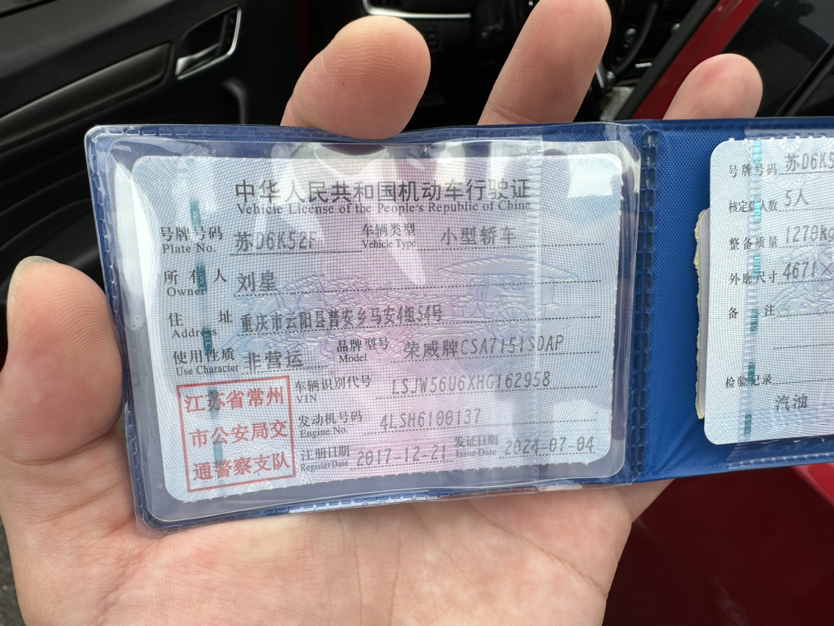 中华人民共和国机动车行驶证
Vehicle License of the People's Republic of China
号牌号码 苏D6K52F 车辆类型 小型轿车
Plate No. Vehicle Type
所有人 刘星
Owner
住址 重庆市云阳县普安乡马安4组54号
Address
使用性质 非营运 品牌型号 荣威牌CSA7151SDAP
Use Character Model
车辆识别代号 LSJW56U6XHG162958
VIN
发动机号码 4LSH6100137
Engine No.
注册日期 2017-12-21 发证日期 2024-07-04
Register Date Issue Date
江苏省常州
市公安局交
通警察支队
号牌号码 苏D6K5
核定载人数 5人
整备质量 1270kg
外廓尺寸 4671×
备注
检验记录
汽油